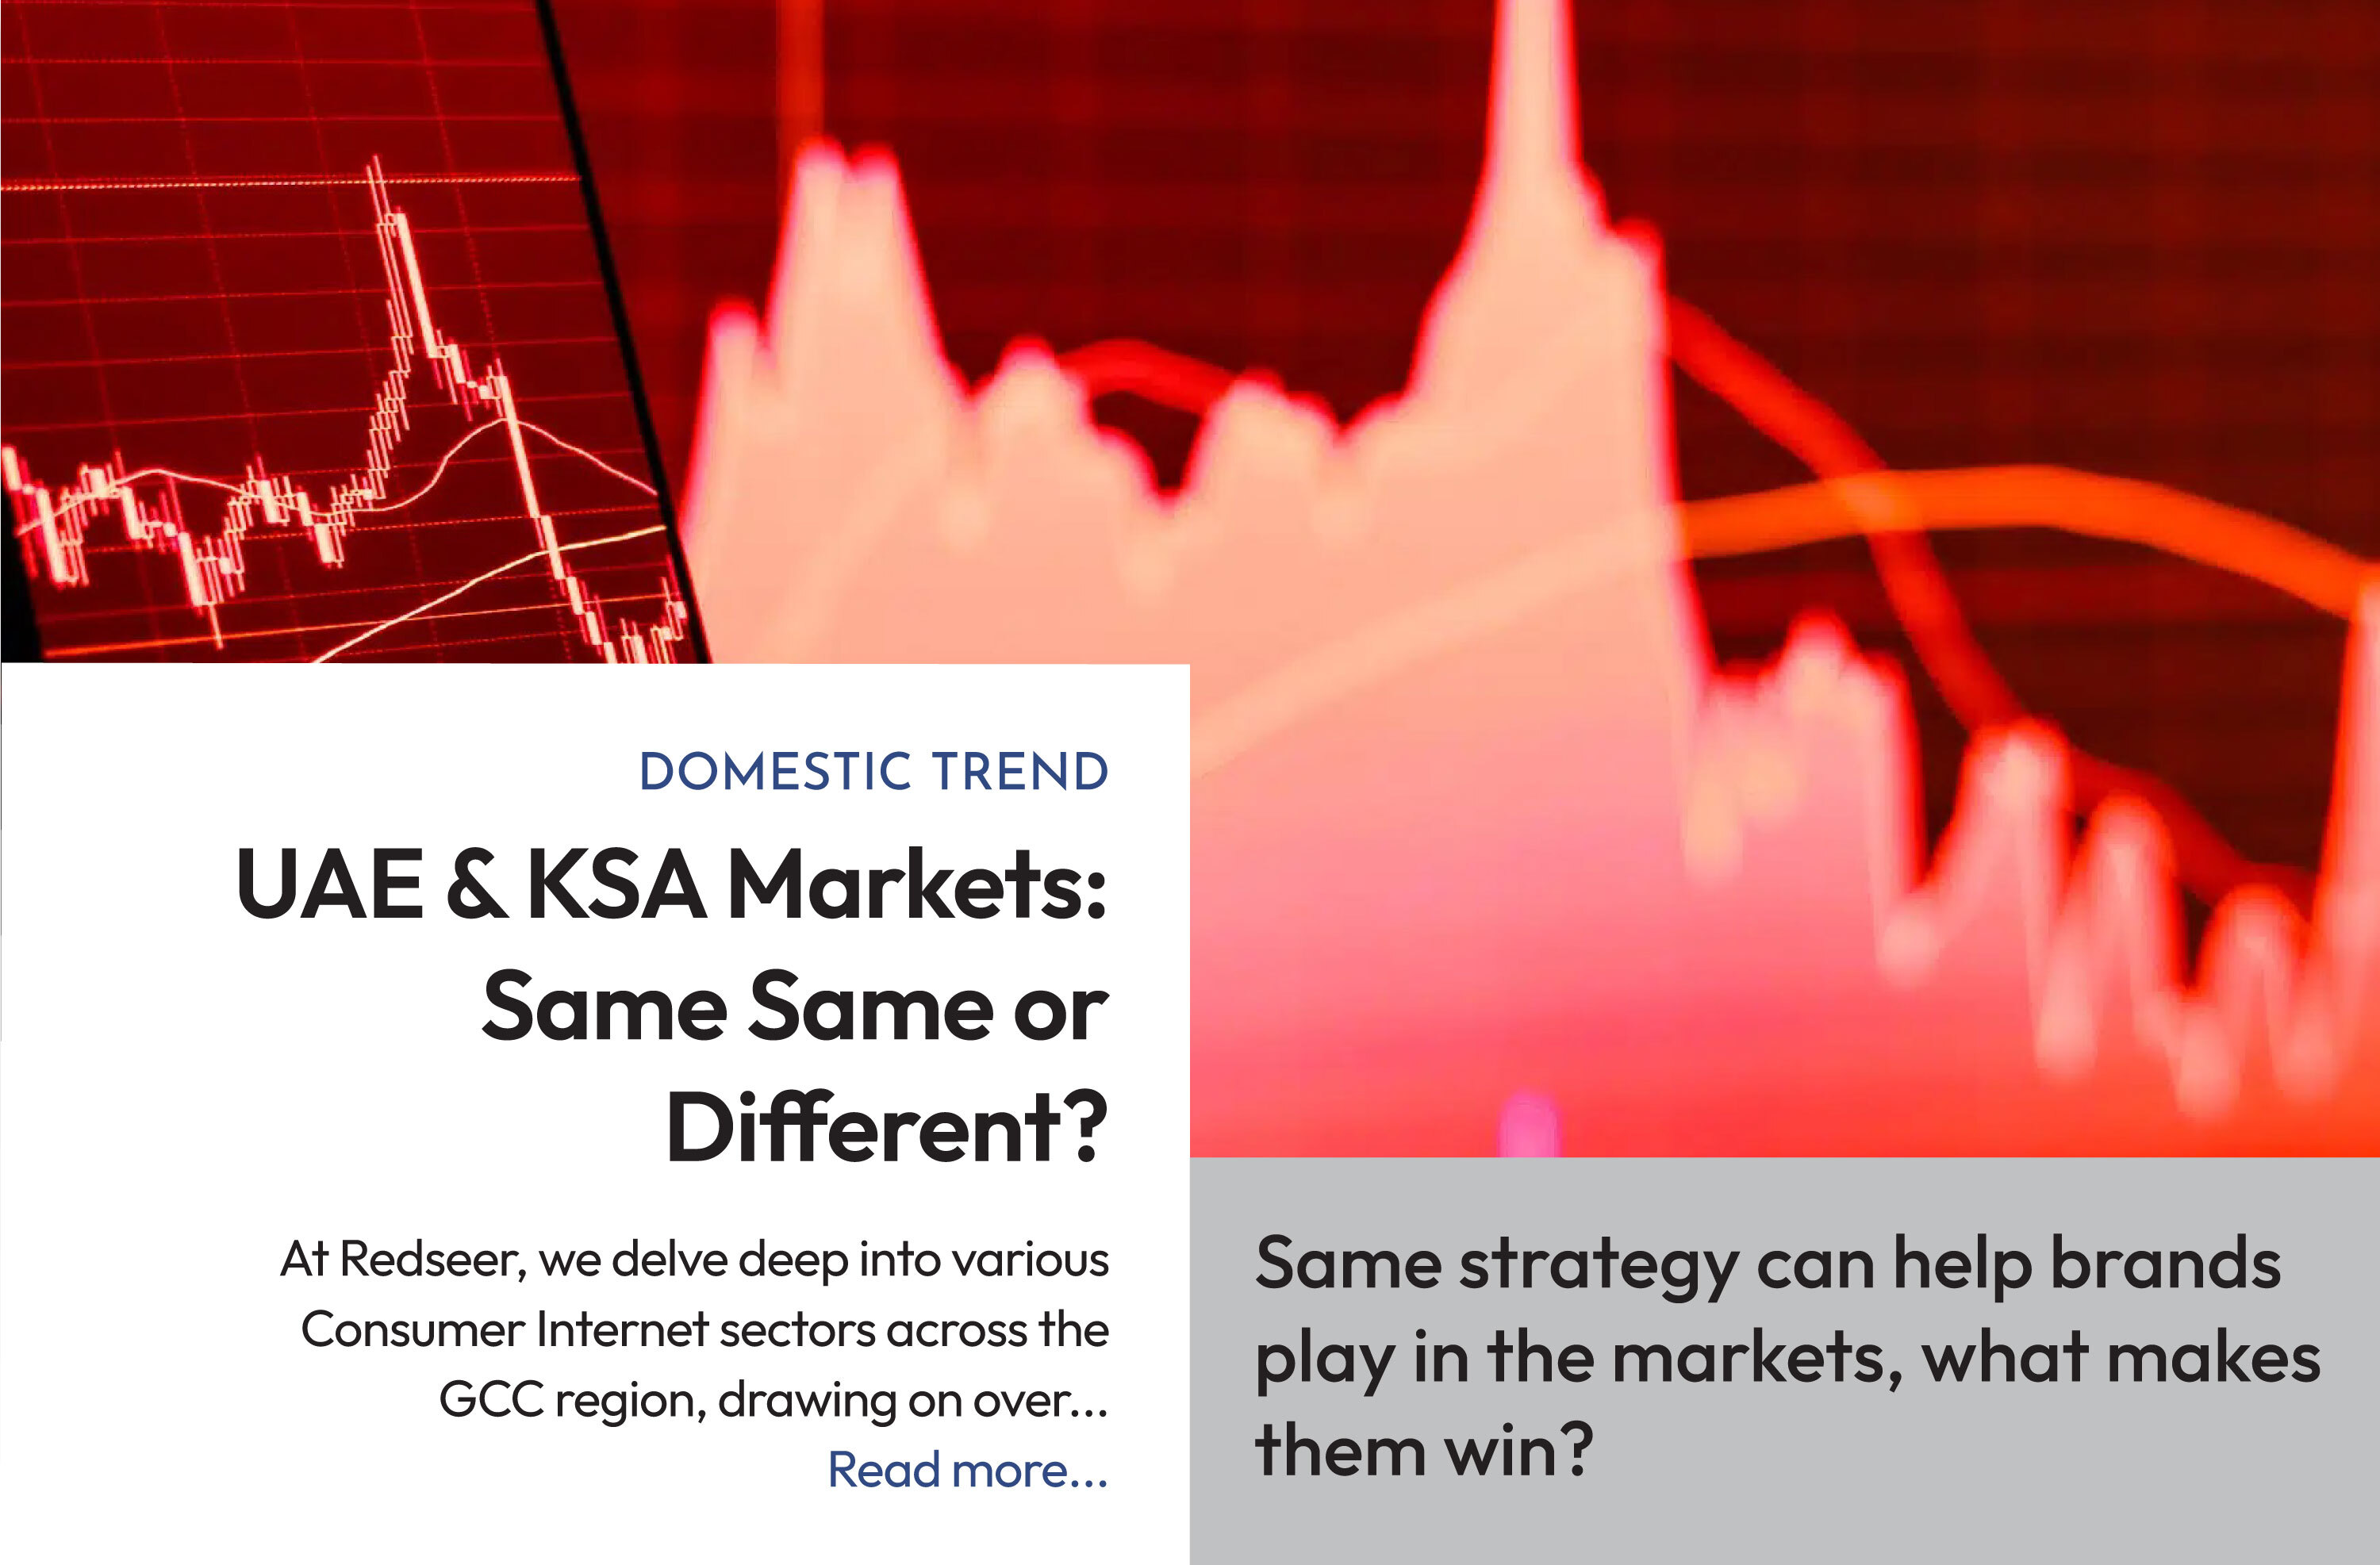 DOMESTIC TREND
UAE & KSA Markets:
Same Same or
Different?
At Redseer, we delve deep into various
Consumer Internet sectors across the
GCC region, drawing on over...
Read more...
Same strategy can help brands
play in the markets, what makes
them win?